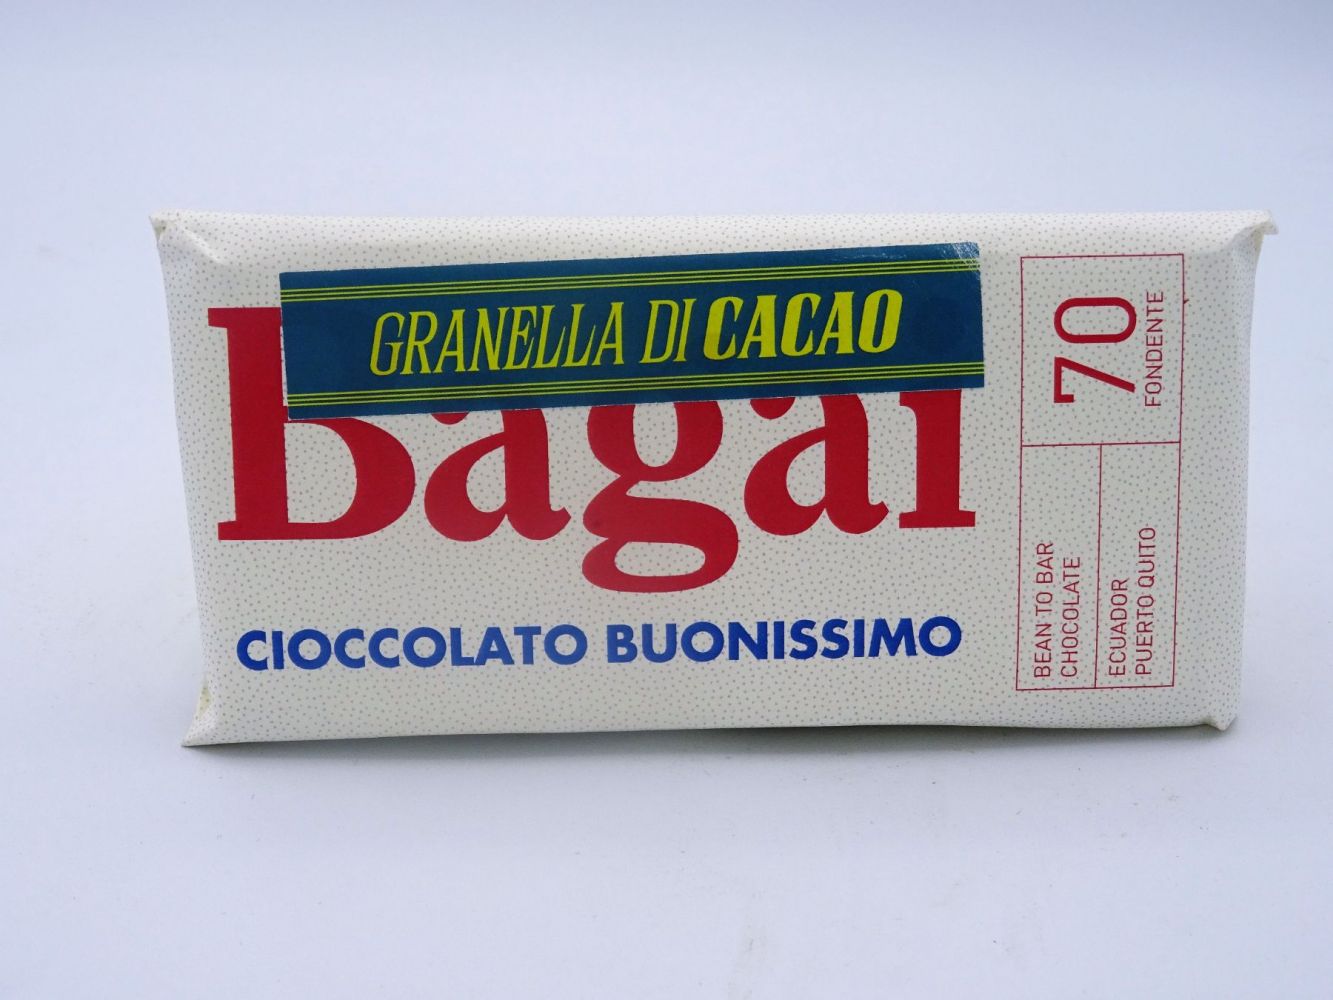 GRANELLA DI CACAO
Bagai
CIOCCOLATO BUONISSIMO
70
FONDENTE
BEAN TO BAR
CHOCOLATE
ECUADOR
PUERTO QUITO